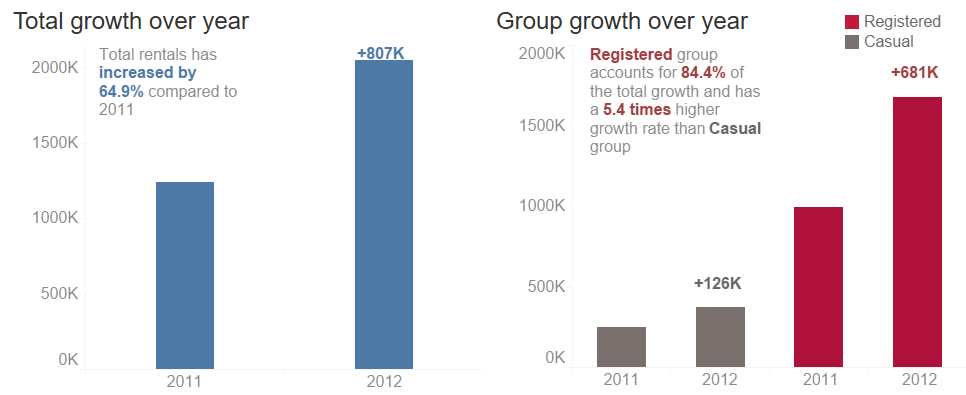 Total growth over year
Total rentals has
increased by
64.9% compared to
2011
+807K
2000K
1500K
1000K
500K
0K
2011
2012
Group growth over year
Registered
Casual
Registered group
accounts for 84.4% of
the total growth and has
a 5.4 times higher
growth rate than Casual
group
+681K
+126K
2000K
1500K
1000K
500K
0K
2011
2012
2011
2012